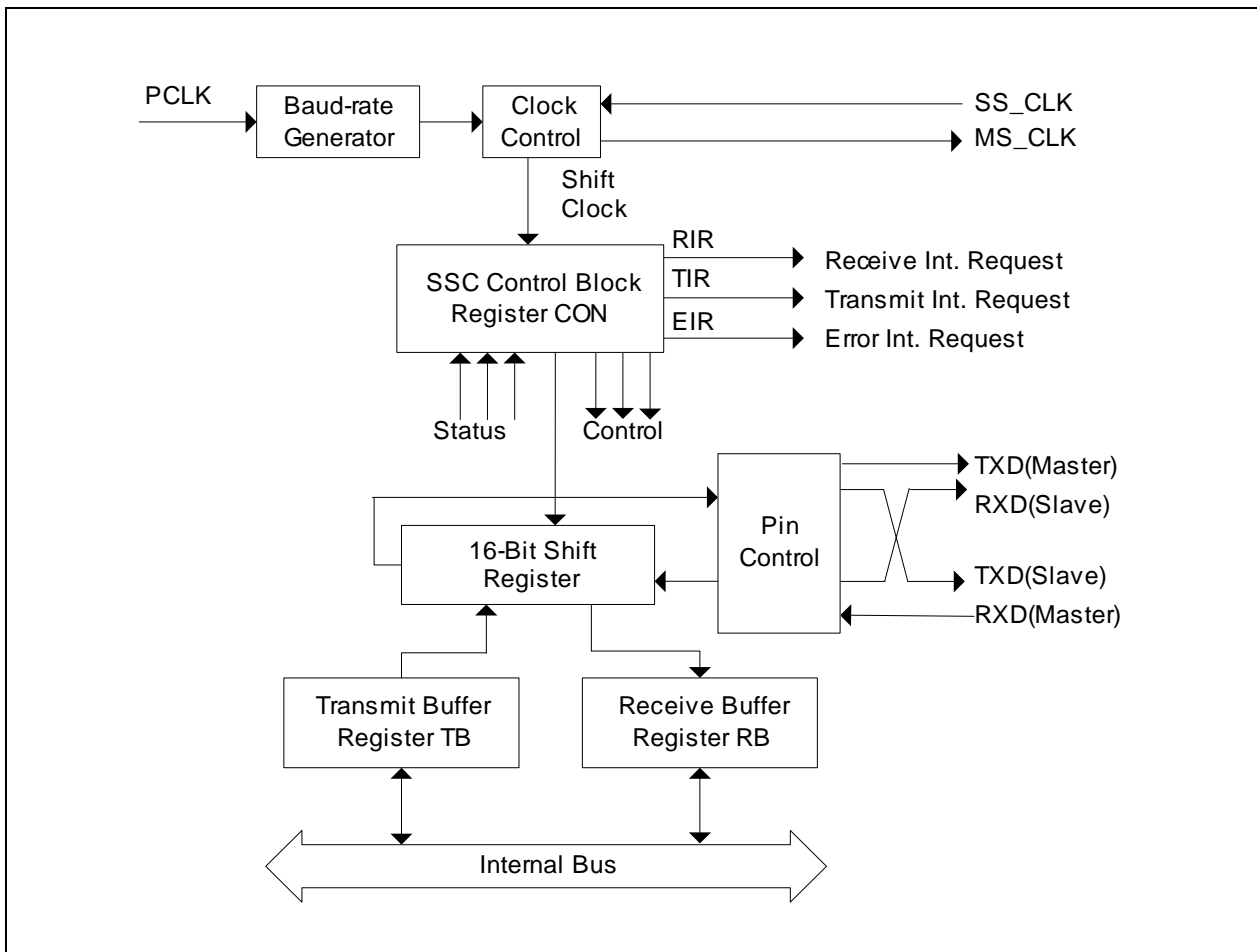 PCLK
Baud-rate
Generator
Clock
Control
SS_CLK
MS_CLK
Shift
Clock
SSC Control Block
Register CON
RIR
TIR
EIR
Receive Int. Request
Transmit Int. Request
Error Int. Request
Status
Control
16-Bit Shift
Register
Pin
Control
TXD(Master)
RXD(Slave)
TXD(Slave)
RXD(Master)
Transmit Buffer
Register TB
Receive Buffer
Register RB
Internal Bus